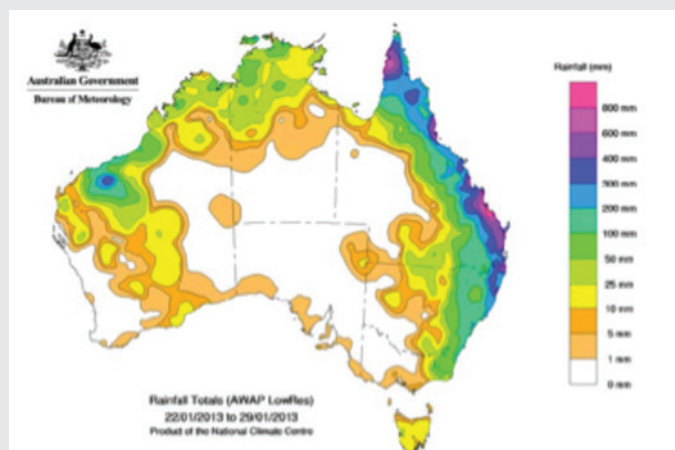 Australian Government
Bureau of Meteorology
Rainfall (mm)
800 mm
600 mm
400 mm
300 mm
200 mm
100 mm
50 mm
25 mm
10 mm
5 mm
1 mm
0 mm
Rainfall Totals (AWAP LowRes)
22/01/2013 to 29/01/2013
Product of the National Climate Centre